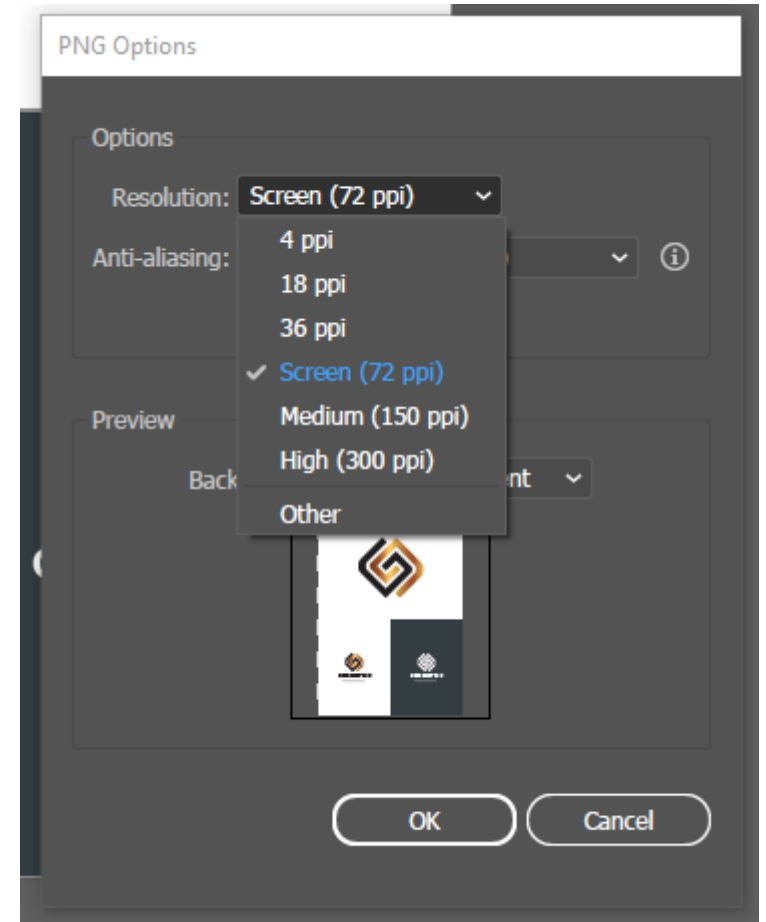 PNG Options
Options
Resolution: Screen (72 ppi)
4 ppi
Anti-aliasing:
18 ppi
36 ppi
Screen (72 ppi)
Preview
Medium (150 ppi)
High (300 ppi)
Back
nt
Other
OK
Cancel